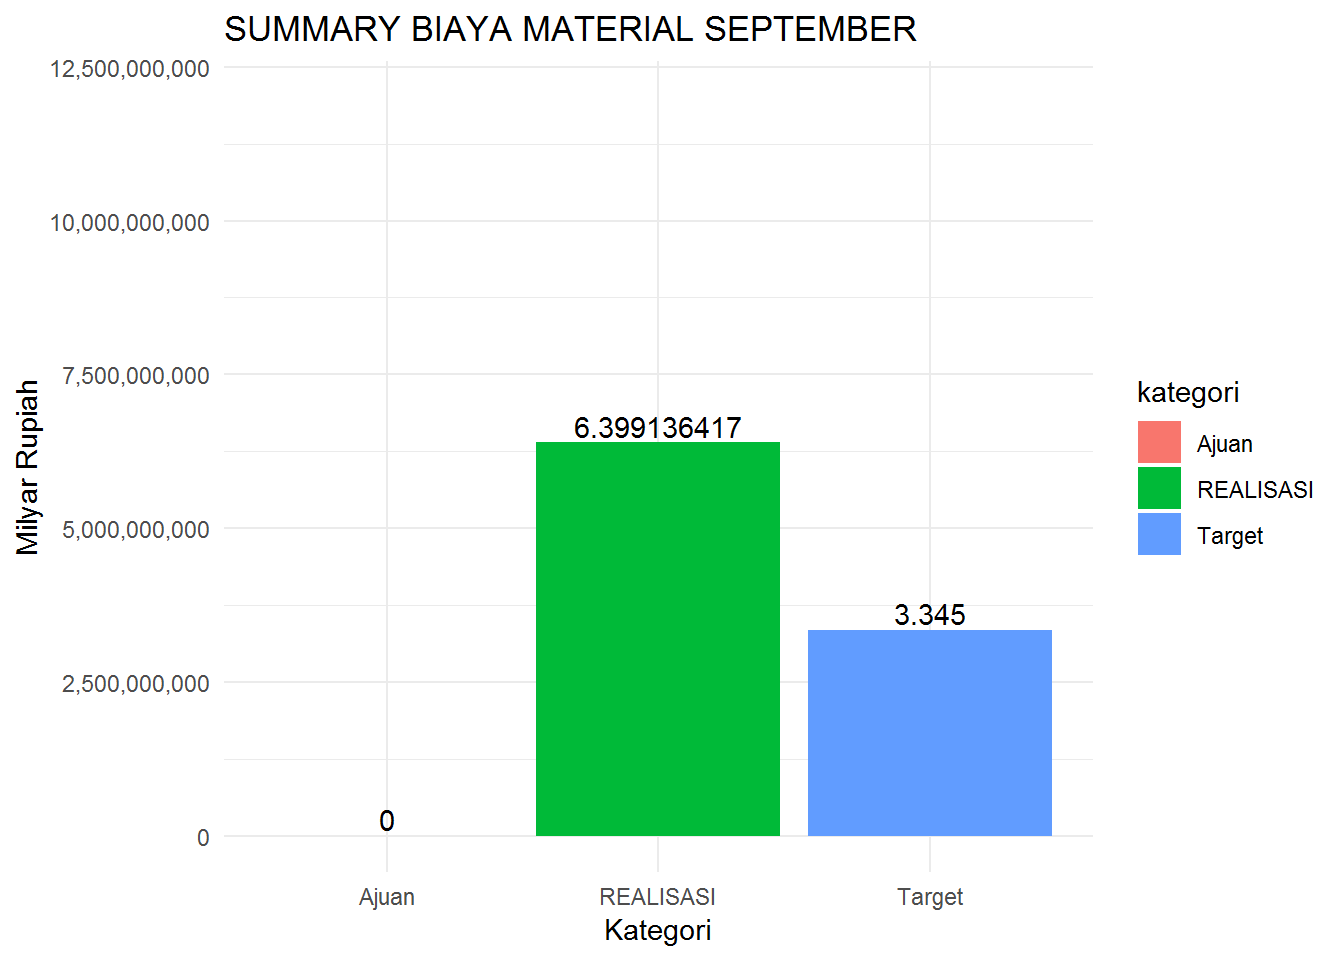 SUMMARY BIAYA MATERIAL SEPTEMBER
12,500,000,000
10,000,000,000
7,500,000,000
5,000,000,000
2,500,000,000
0
Milyar Rupiah
0
6.399136417
3.345
Ajuan
REALISASI
Target
Kategori
kategori
Ajuan
REALISASI
Target